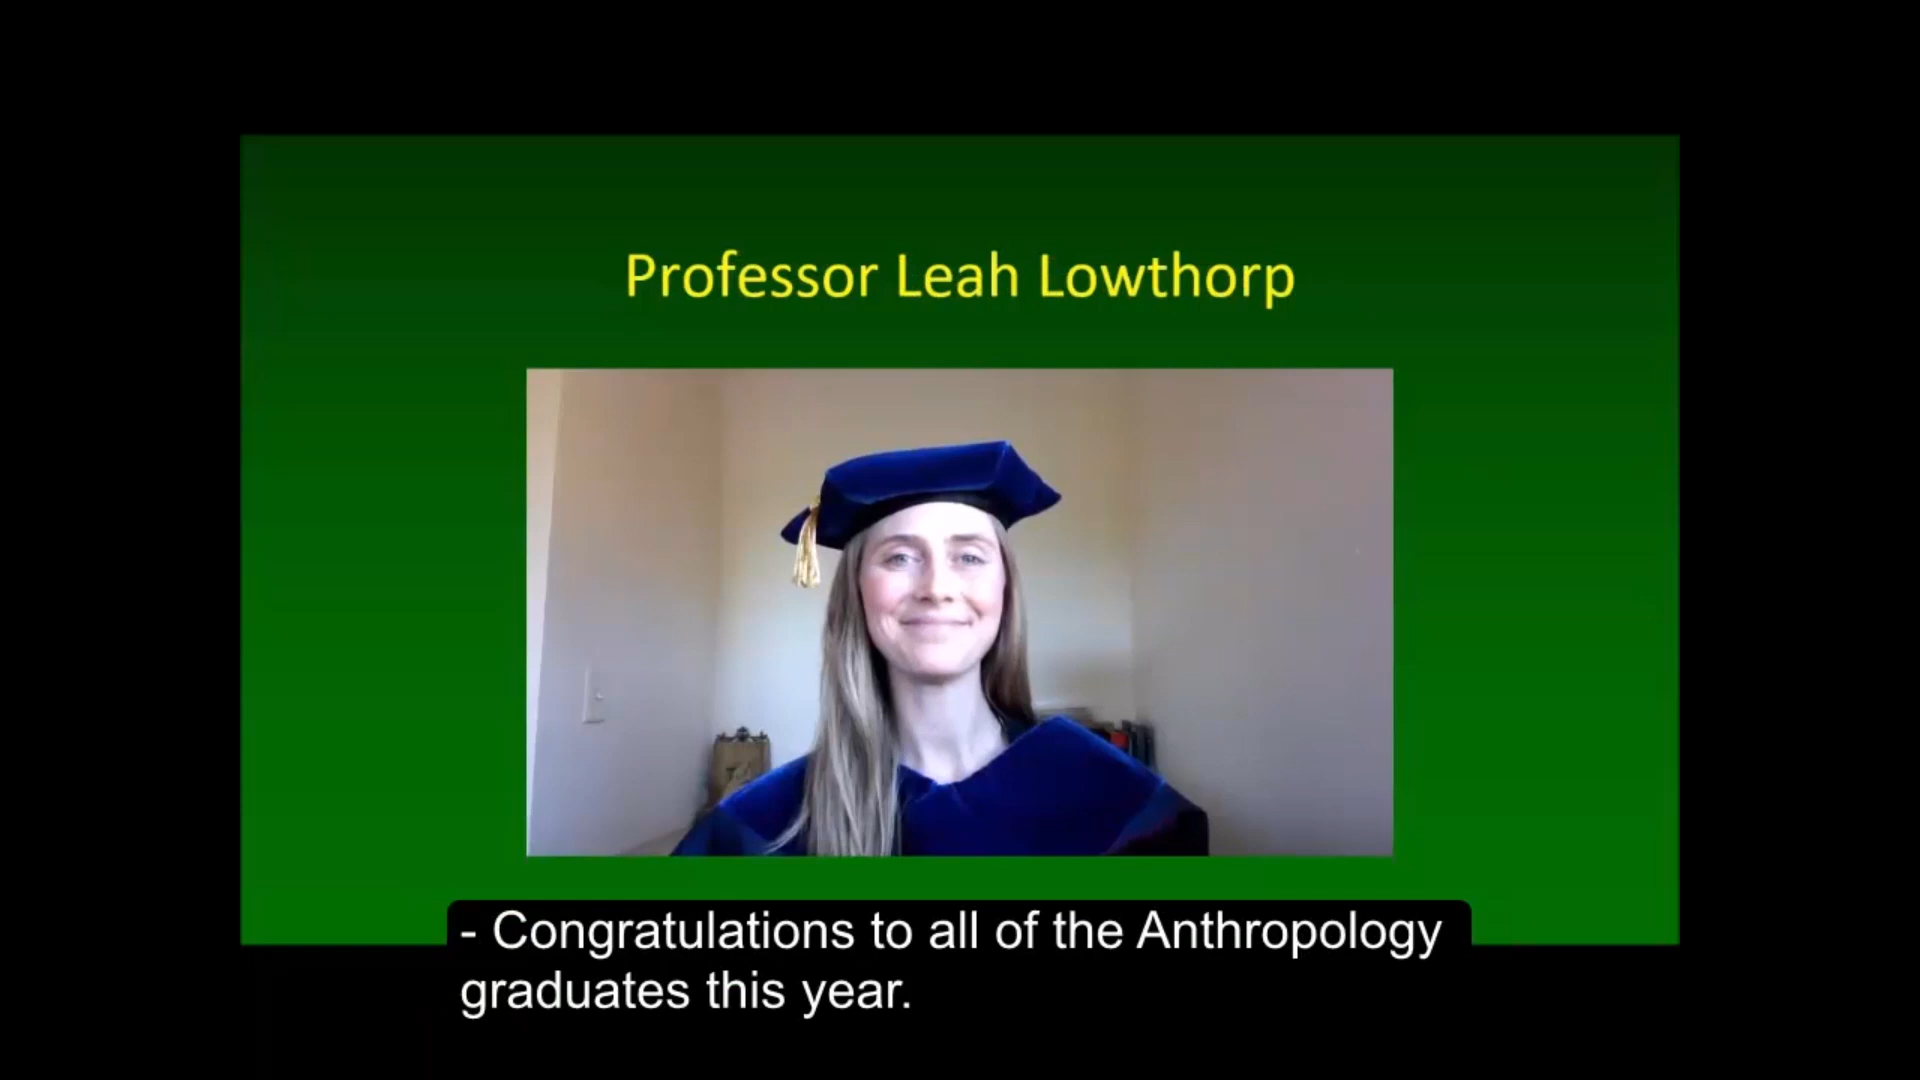 Professor Leah Lowthorp
- Congratulations to all of the Anthropology
graduates this year.